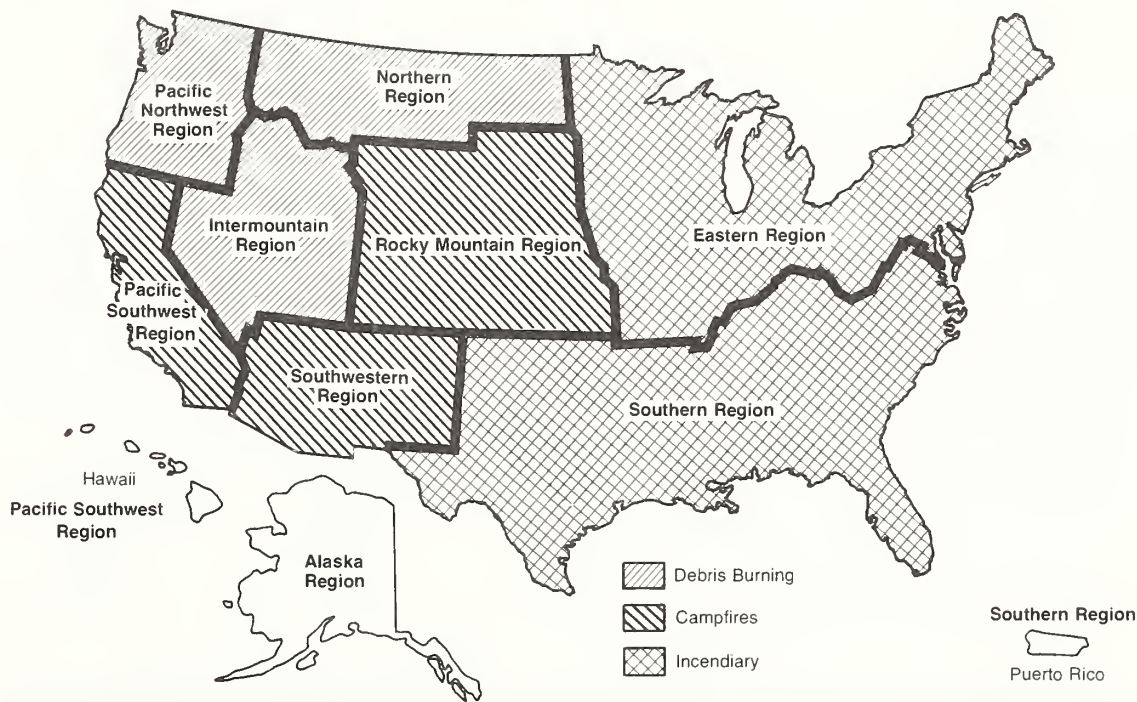 Pacific
Northwest
Region
Northern
Region
Intermountain
Region
Rocky Mountain Region
Eastern Region
Pacific
Southwest
Region
Southwestern
Region
Southern Region
Hawaii
Pacific Southwest
Region
Alaska
Region
Debris Burning
Campfires
Incendiary
Southern Region
Puerto Rico